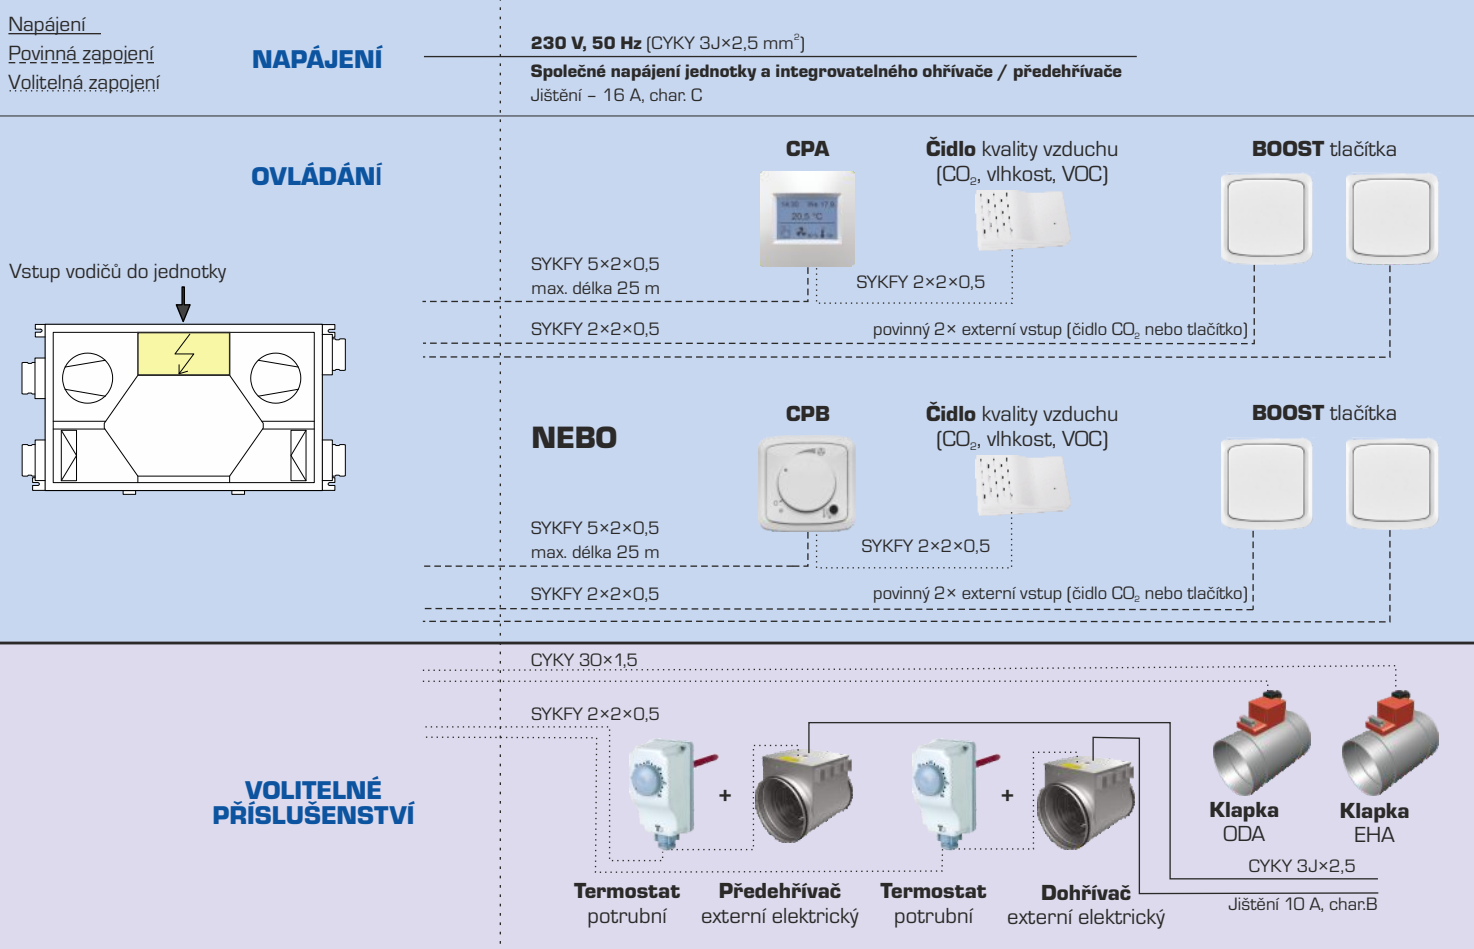 Napájení
Povinná zapojení
Volitelná zapojení
NAPÁJENÍ
230 V, 50 Hz (CYKY 3J×2,5 mm²)
Společné napájení jednotky a integrovatelného ohřívače / předehřívače
Jištění – 16 A, char. C
OVLÁDÁNÍ
CPA
Čidlo kvality vzduchu
(CO₂, vlhkost, VOC)
BOOST tlačítka
20,5 °C
Vstup vodičů do jednotky
SYKFY 5×2×0,5
max. délka 25 m
SYKFY 2×2×0,5
SYKFY 2×2×0,5
povinný 2× externí vstup (čidlo CO₂ nebo tlačítko)
NEBO
CPB
Čidlo kvality vzduchu
(CO₂, vlhkost, VOC)
BOOST tlačítka
SYKFY 5×2×0,5
max. délka 25 m
SYKFY 2×2×0,5
SYKFY 2×2×0,5
povinný 2× externí vstup (čidlo CO₂ nebo tlačítko)
CYKY 3O×1,5
SYKFY 2×2×0,5
VOLITELNÉ
PŘÍSLUŠENSTVÍ
+
+
Klapka
ODA
Klapka
EHA
CYKY 3J×2,5
Jištění 10 A, char.B
Termostat
potrubní
Předehřívač
externí elektrický
Termostat
potrubní
Dohřívač
externí elektrický